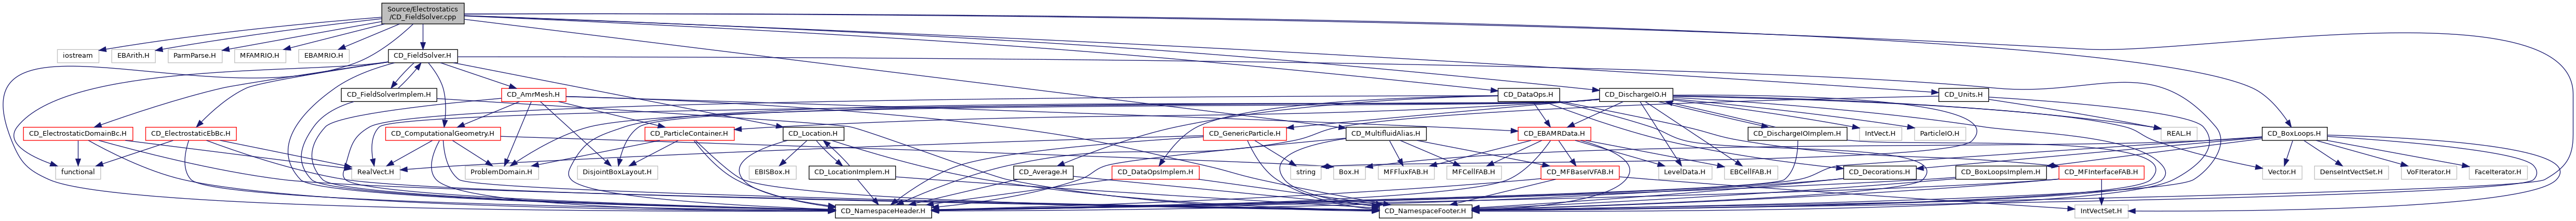 Source/Electrostatics
/CD_FieldSolver.cpp
iostream
EBArith.H
ParmParse.H
MFAMRIO.H
EBAMRIO.H
CD_FieldSolver.H
CD_FieldSolverImplem.H
CD_AmrMesh.H
CD_DataOps.H
CD_DischargeIO.H
CD_Units.H
CD_ElectrostaticDomainBc.H
CD_ElectrostaticEbBc.H
CD_ComputationalGeometry.H
CD_ParticleContainer.H
CD_Location.H
CD_GenericParticle.H
CD_MultifluidAlias.H
CD_EBAMRData.H
CD_DischargeIOImplem.H
IntVect.H
ParticleIO.H
REAL.H
CD_BoxLoops.H
functional
RealVect.H
ProblemDomain.H
DisjointBoxLayout.H
EBISBox.H
CD_LocationImplem.H
CD_Average.H
CD_DataOpsImplem.H
string
Box.H
MFFluxFAB.H
MFCellFAB.H
CD_MFBaseIVFAB.H
LevelData.H
EBCellFAB.H
CD_Decorations.H
CD_BoxLoopsImplem.H
CD_MFInterfaceFAB.H
Vector.H
DenseIntVectSet.H
VoFIterator.H
FaceIterator.H
CD_NamespaceHeader.H
CD_NamespaceFooter.H
IntVectSet.H